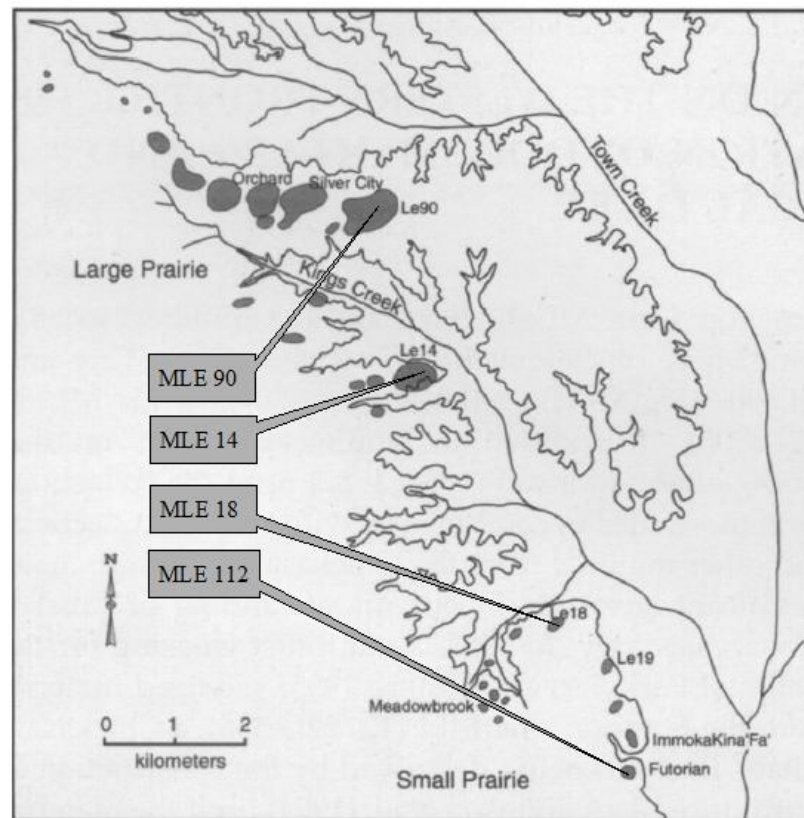 Town Creek
Orchard
Silver City
Le90
Large Prairie
Kings Creek
Le14
MLE 90
MLE 14
MLE 18
MLE 112
N
Le18
Le19
Meadowbrook
0 1 2
kilometers
ImmokaKina'Fa'
Futorian
Small Prairie